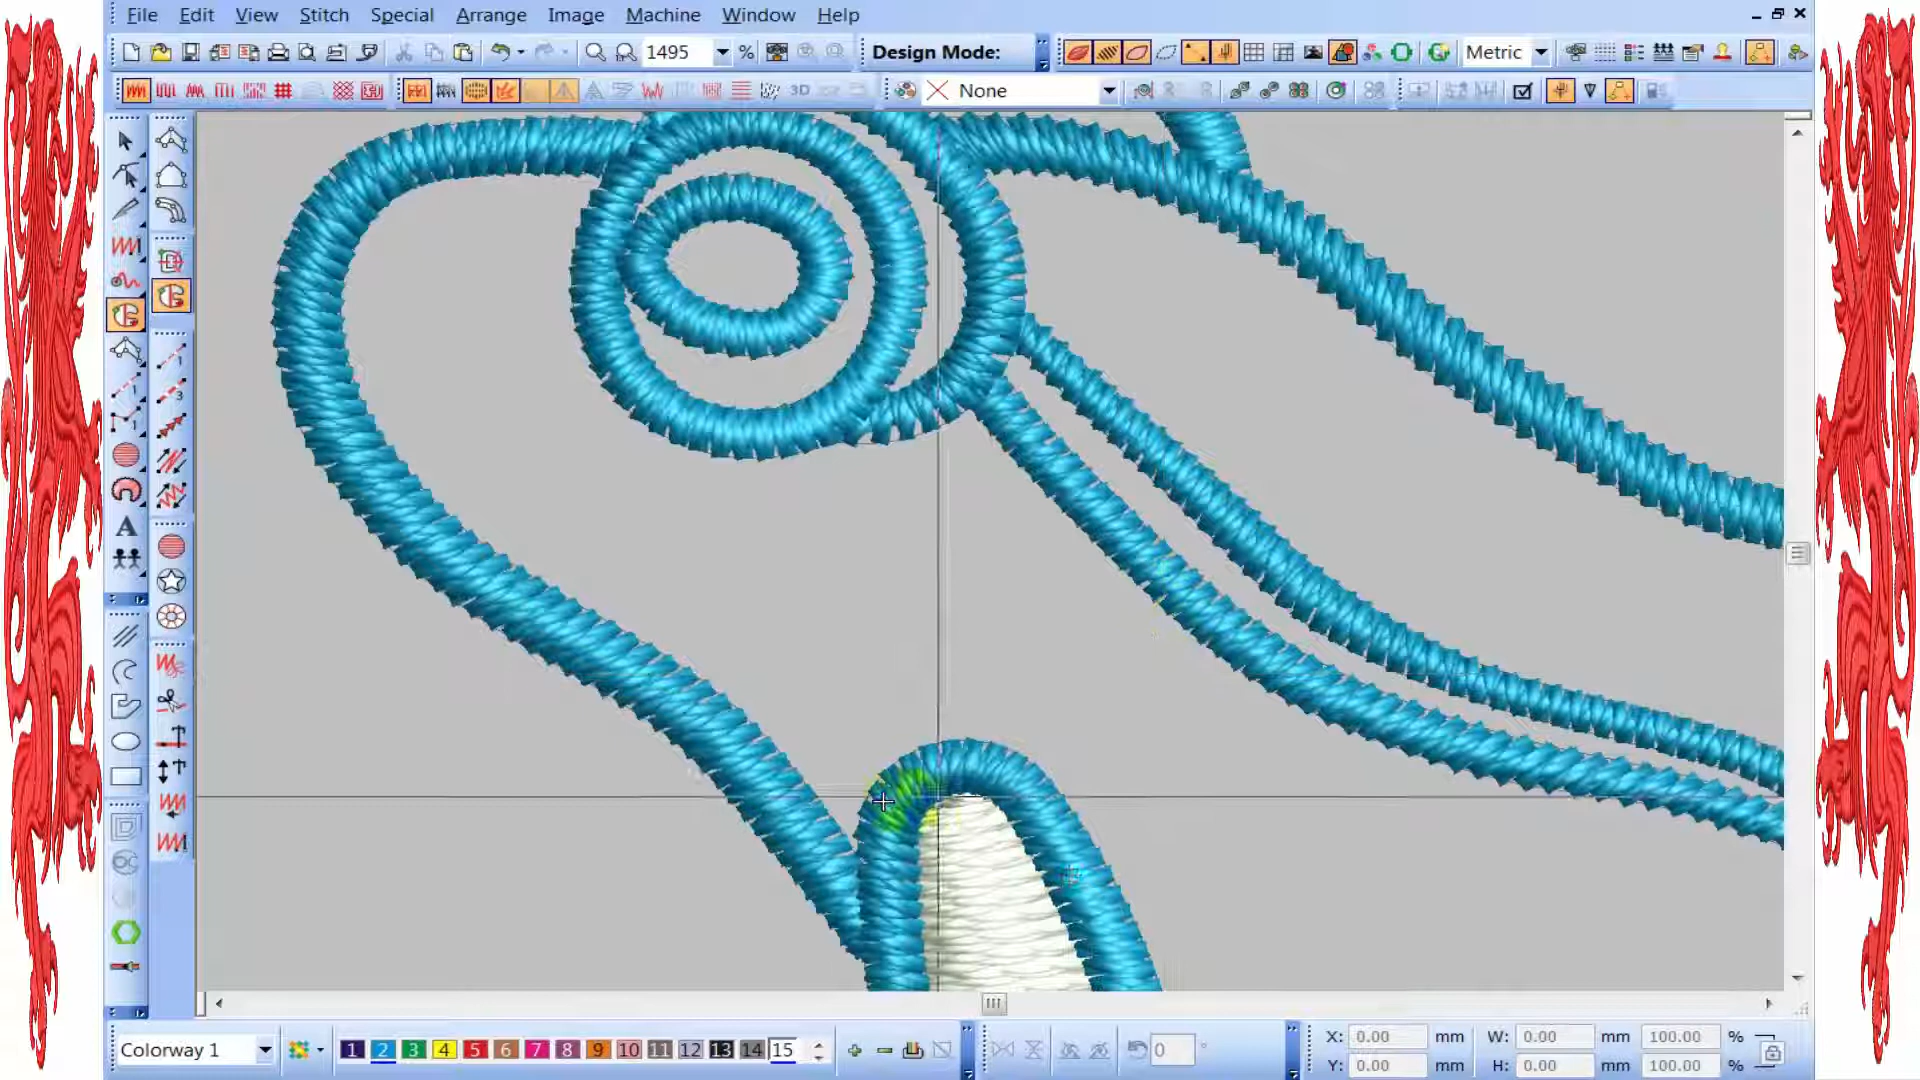 File Edit View Stitch Special Arrange Image Machine Window Help
1495 % Design Mode: Metric
3D None
A
Colorway 1 1 2 3 4 5 6 7 8 9 10 11 12 13 14 15 0 ° X: 0.00 mm W: 0.00 mm 100.00 %
Y: 0.00 mm H: 0.00 mm 100.00 %